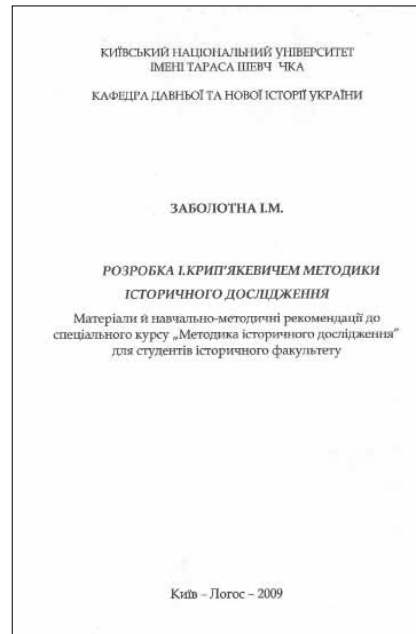 КИЇВСЬКИЙ НАЦІОНАЛЬНИЙ УНІВЕРСИТЕТ
ІМЕНІ ТАРАСА ШЕВЧ ЧКА
КАФЕДРА ДАВНЬОЇ ТА НОВОЇ ІСТОРІЇ УКРАЇНИ
ЗАБОЛОТНА І.М.
РОЗРОБКА І.КРИП'ЯКЕВИЧЕМ МЕТОДИКИ
ІСТОРИЧНОГО ДОСЛІДЖЕННЯ
Матеріали й навчально-методичні рекомендації до
спеціального курсу „Методика історичного дослідження"
для студентів історичного факультету
Київ – Логос – 2009